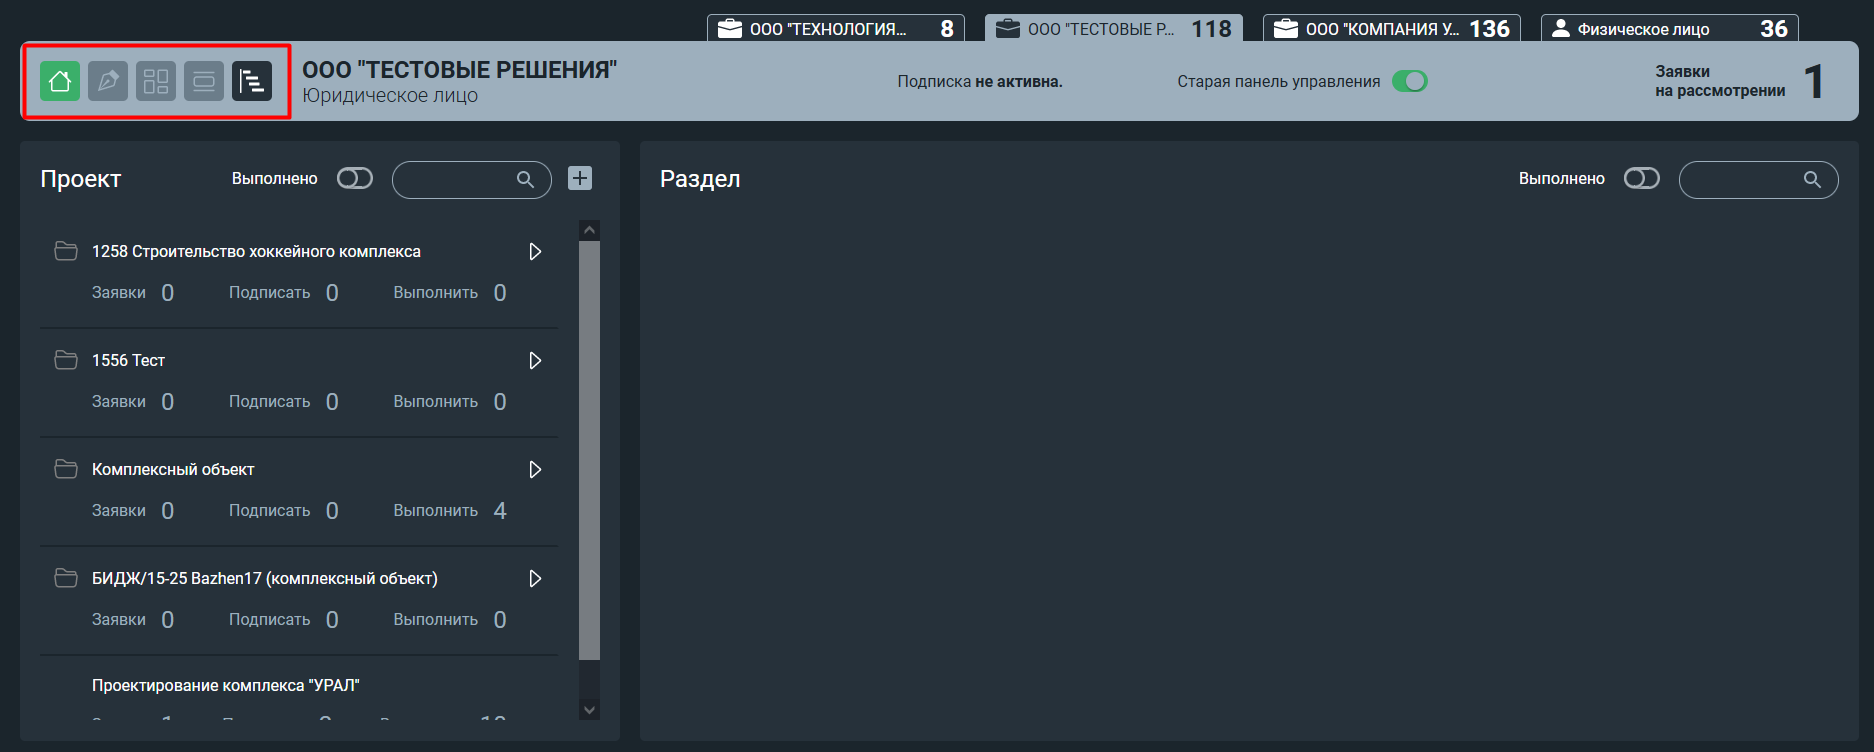 ООО "ТЕХНОЛОГИЯ... 8
ООО "ТЕСТОВЫЕ Р... 118
ООО "КОМПАНИЯ У... 136
Физическое лицо 36
ООО "ТЕСТОВЫЕ РЕШЕНИЯ"
Юридическое лицо
Подписка не активна.
Старая панель управления
Заявки
на рассмотрении 1
Проект
Выполнено
1258 Строительство хоккейного комплекса
Заявки 0 Подписать 0 Выполнить 0
1556 Тест
Заявки 0 Подписать 0 Выполнить 0
Комплексный объект
Заявки 0 Подписать 0 Выполнить 4
БИДЖ/15-25 Bazhen17 (комплексный объект)
Заявки 0 Подписать 0 Выполнить 0
Проектирование комплекса "УРАЛ"
Раздел
Выполнено